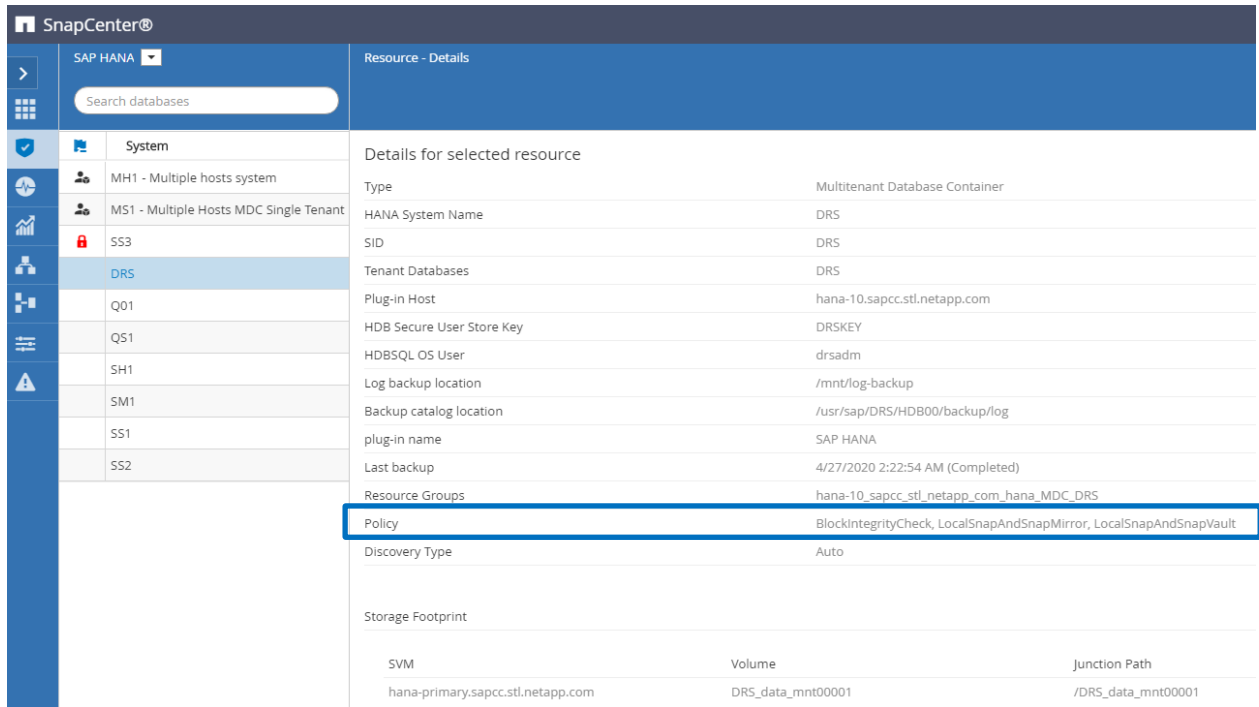 SnapCenter®
SAP HANA
Resource - Details
Search databases
System
MH1 - Multiple hosts system
MS1 - Multiple Hosts MDC Single Tenant
SS3
DRS
Q01
QS1
SH1
SM1
SS1
SS2
Details for selected resource
Type Multitenant Database Container
HANA System Name DRS
SID DRS
Tenant Databases DRS
Plug-in Host hana-10.sapcc.stl.netapp.com
HDB Secure User Store Key DRSKEY
HDBSQL OS User drsadm
Log backup location /mnt/log-backup
Backup catalog location /usr/sap/DRS/HDB00/backup/log
plug-in name SAP HANA
Last backup 4/27/2020 2:22:54 AM (Completed)
Resource Groups hana-10_sapcc_stl_netapp_com_hana_MDC_DRS
Policy BlockIntegrityCheck, LocalSnapAndSnapMirror, LocalSnapAndSnapVault
Discovery Type Auto
Storage Footprint
SVM Volume Junction Path
hana-primary.sapcc.stl.netapp.com DRS_data_mnt00001 /DRS_data_mnt00001